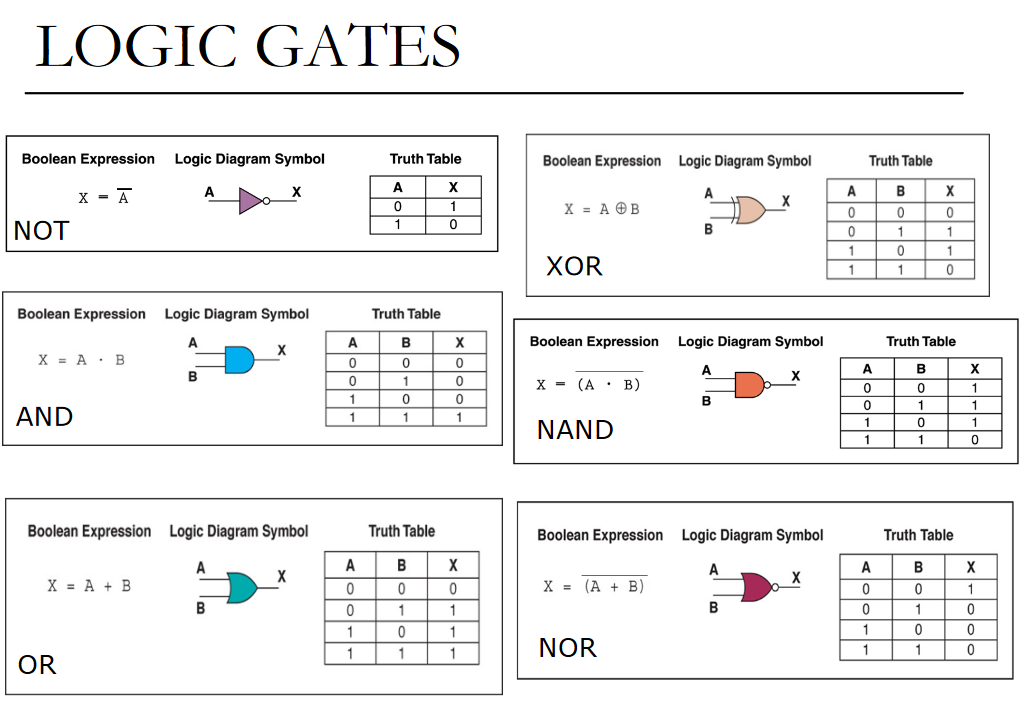 LOGIC GATES
Boolean Expression Logic Diagram Symbol Truth Table
X = A̅
A X
A X
0 1
1 0
NOT
Boolean Expression Logic Diagram Symbol Truth Table
X = A ⊕ B
A B X
A B X
0 0 0
0 1 1
1 0 1
1 1 0
XOR
Boolean Expression Logic Diagram Symbol Truth Table
X = A · B
A B X
A B X
0 0 0
0 1 0
1 0 0
1 1 1
AND
Boolean Expression Logic Diagram Symbol Truth Table
X = (A · B)̅
A B X
A B X
0 0 1
0 1 1
1 0 1
1 1 0
NAND
Boolean Expression Logic Diagram Symbol Truth Table
X = A + B
A B X
A B X
0 0 0
0 1 1
1 0 1
1 1 1
OR
Boolean Expression Logic Diagram Symbol Truth Table
X = (A + B)̅
A B X
A B X
0 0 1
0 1 0
1 0 0
1 1 0
NOR